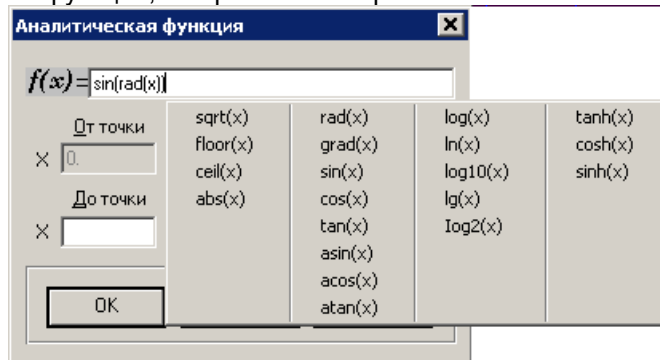 Аналитическая функция
f(x)= sin(rad(x))
От точки
X 0.
До точки
X
OK
sqrt(x) rad(x) log(x) tanh(x)
floor(x) grad(x) ln(x) cosh(x)
ceil(x) sin(x) log10(x) sinh(x)
abs(x) cos(x) lg(x)
tan(x) Iog2(x)
asin(x)
acos(x)
atan(x)